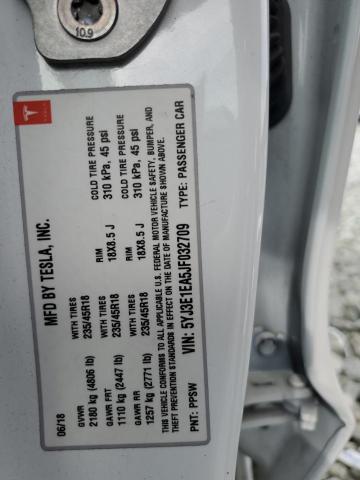 10.9
TESLA
MFD BY TESLA, INC.
06/18
GVWR WITH TIRES RIM COLD TIRE PRESSURE
2180 kg (4806 lb) 235/45R18 18X8.5 J 310 kPa, 45 psi
GAWR FRT WITH TIRES RIM COLD TIRE PRESSURE
1110 kg (2447 lb) 235/45R18 18X8.5 J 310 kPa, 45 psi
GAWR RR WITH TIRES
1257 kg (2771 lb) 235/45R18
THIS VEHICLE CONFORMS TO ALL APPLICABLE U.S. FEDERAL MOTOR VEHICLE SAFETY, BUMPER, AND
THEFT PREVENTION STANDARDS IN EFFECT ON THE DATE OF MANUFACTURE SHOWN ABOVE.
VIN: 5YJ3E1EA5JF032709 TYPE: PASSENGER CAR
PNT: PPSW